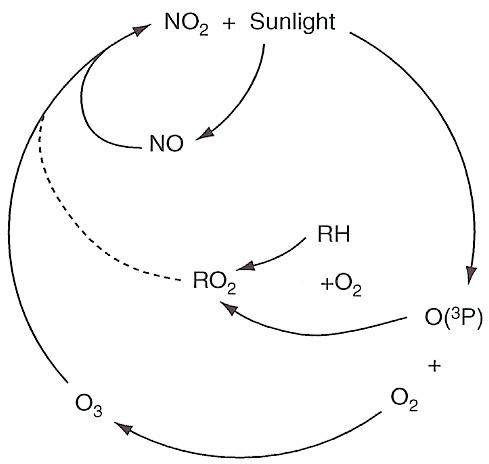 NO₂ + Sunlight
NO
RH
RO₂ +O₂
O(³P)
+
O₂
O₃